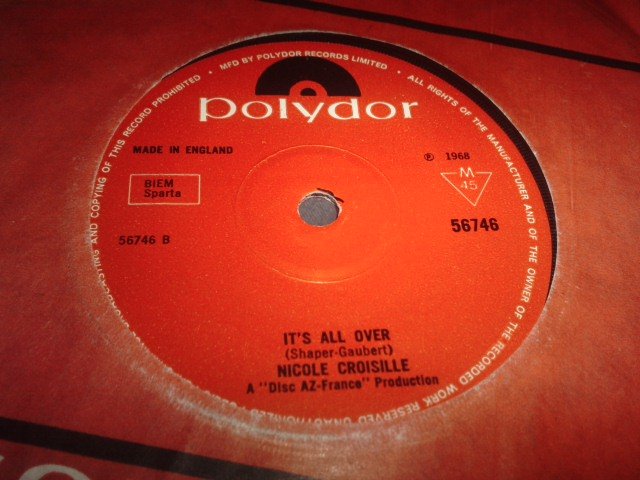 MFD BY POLYDOR RECORDS LIMITED • ALL RIGHTS OF THE MANUFACTURER AND OF THE OWNER OF THE RECORDED WORK RESERVED
AND COPYING OF THIS RECORD PROHIBITED •
polydor
MADE IN ENGLAND
℗ 1968
BIEM
Sparta
M
45
56746 B
56746
IT'S ALL OVER
(Shaper-Gaubert)
NICOLE CROISILLE
A "Disc AZ-France" Production